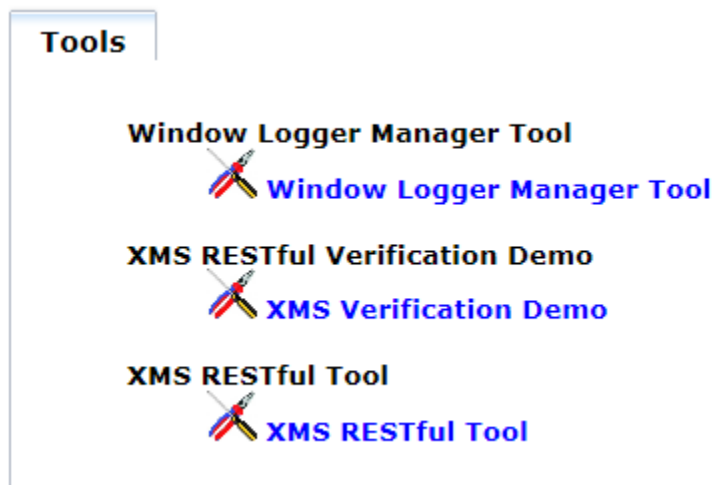 Tools
Window Logger Manager Tool
Window Logger Manager Tool
XMS RESTful Verification Demo
XMS Verification Demo
XMS RESTful Tool
XMS RESTful Tool